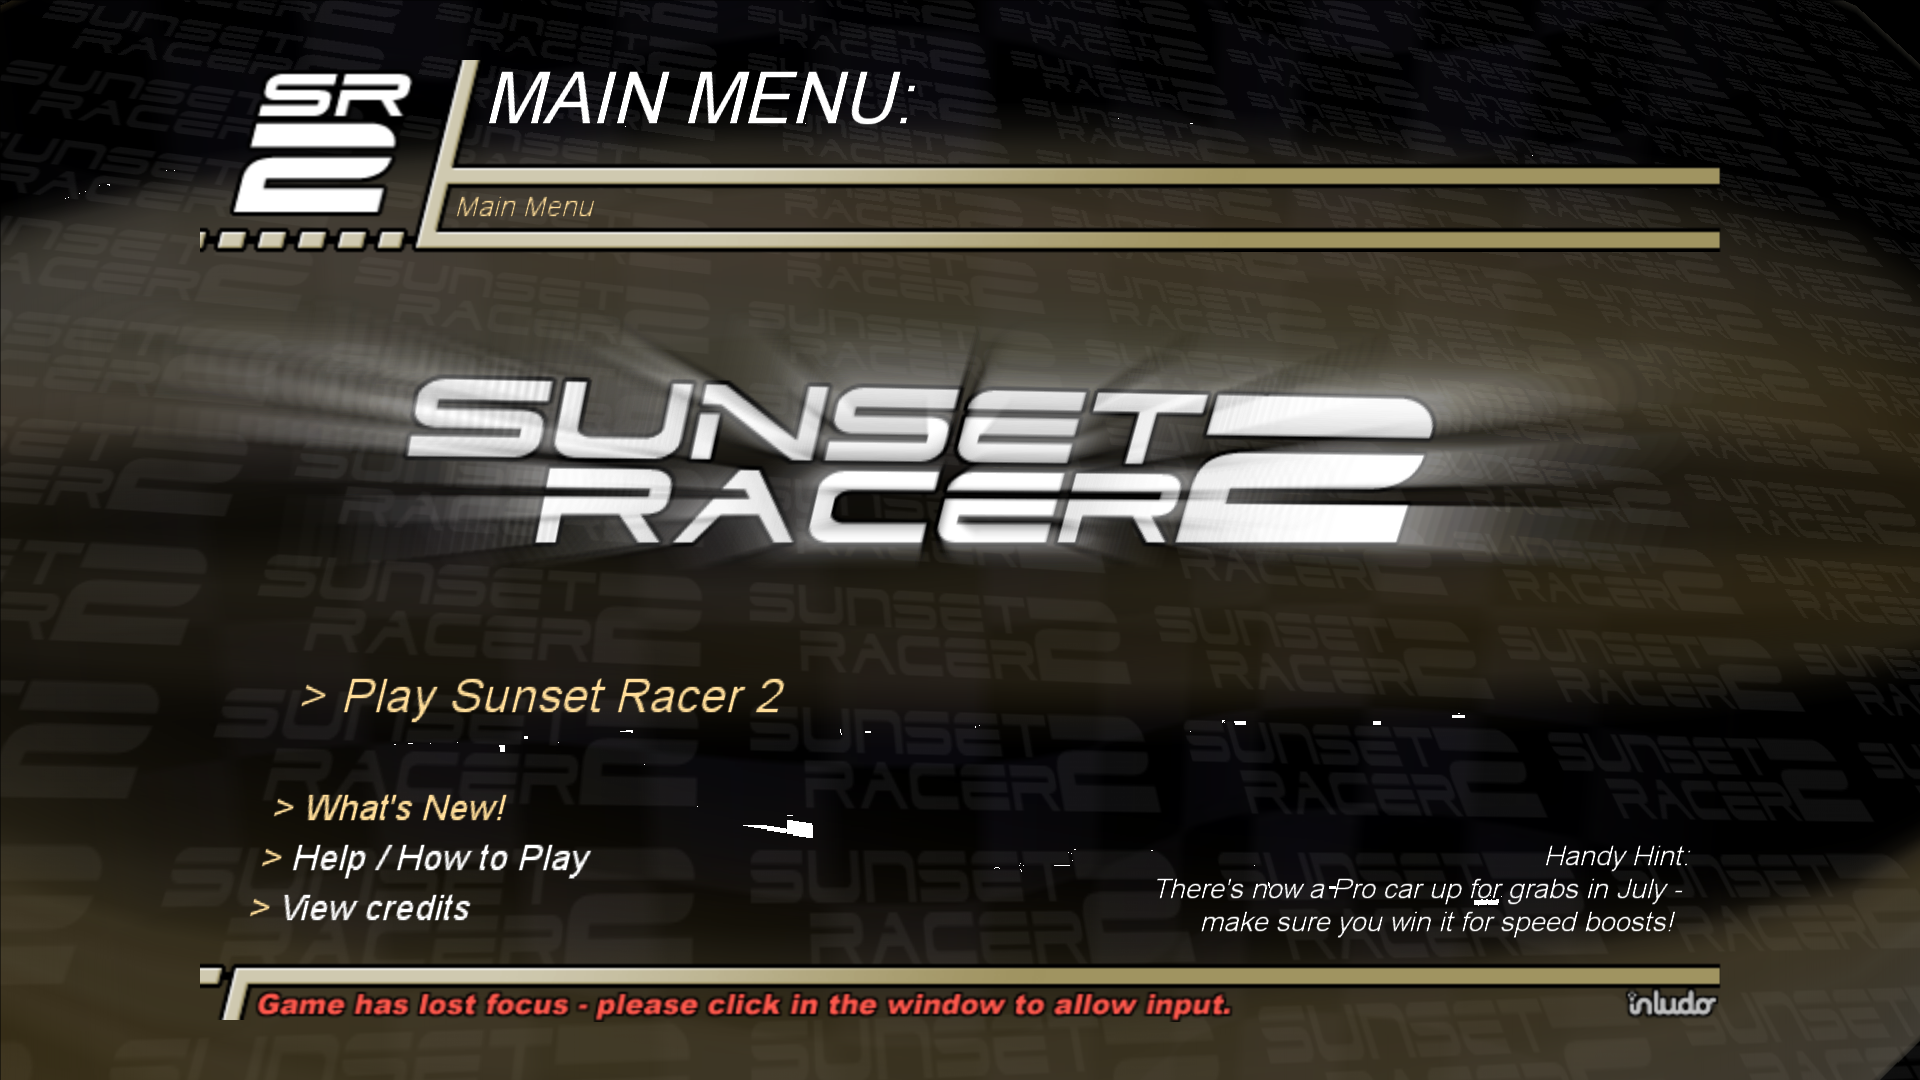 SR
2
MAIN MENU:
Main Menu
SUNSET
RACER 2
> Play Sunset Racer 2
> What's New!
> Help / How to Play
> View credits
Handy Hint:
There's now a Pro car up for grabs in July -
make sure you win it for speed boosts!
Game has lost focus - please click in the window to allow input.
inludo